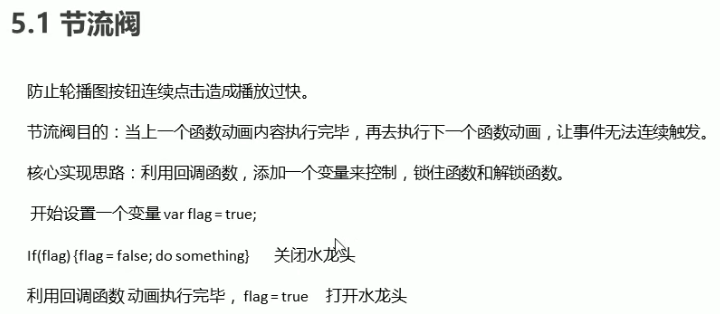 5.1 节流阀
防止轮播图按钮连续点击造成播放过快。
节流阀目的：当上一个函数动画内容执行完毕，再去执行下一个函数动画，让事件无法连续触发。
核心实现思路：利用回调函数，添加一个变量来控制，锁住函数和解锁函数。
开始设置一个变量 var flag = true;
If(flag) {flag = false; do something} 关闭水龙头
利用回调函数 动画执行完毕， flag = true 打开水龙头